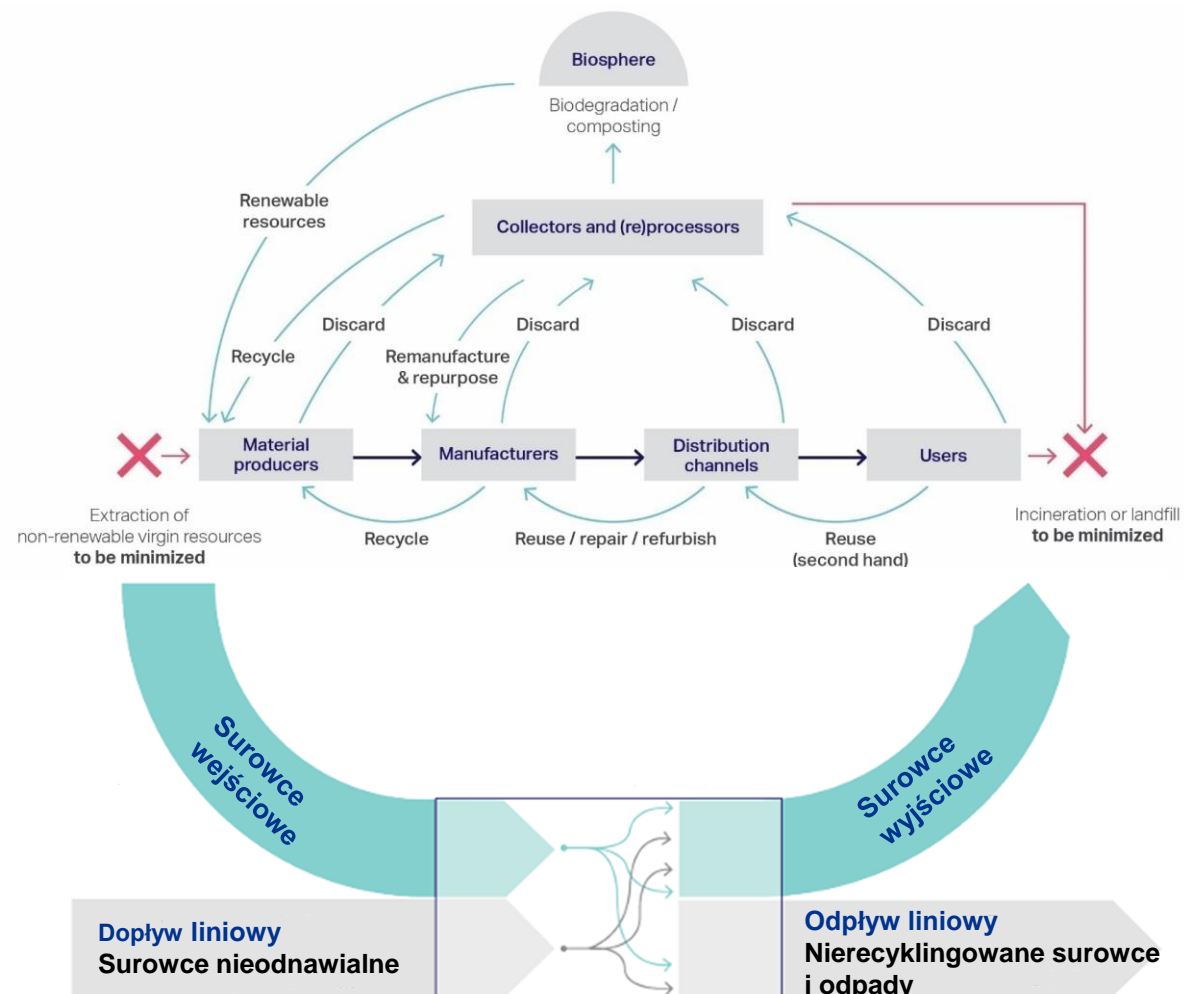 Biosphere
Biodegradation /
composting
Renewable
resources
Collectors and (re)processors
Discard
Discard
Discard
Discard
Recycle
Remanufacture
& repurpose
Material
producers
Manufacturers
Distribution
channels
Users
Extraction of
non-renewable virgin resources
to be minimized
Recycle
Reuse / repair / refurbish
Reuse
(second hand)
Incineration or landfill
to be minimized
Surowce
wejściowe
Surowce
wyjściowe
Dopływ liniowy
Surowce nieodnawialne
Odpływ liniowy
Nierecyklingowane surowce
i odpady